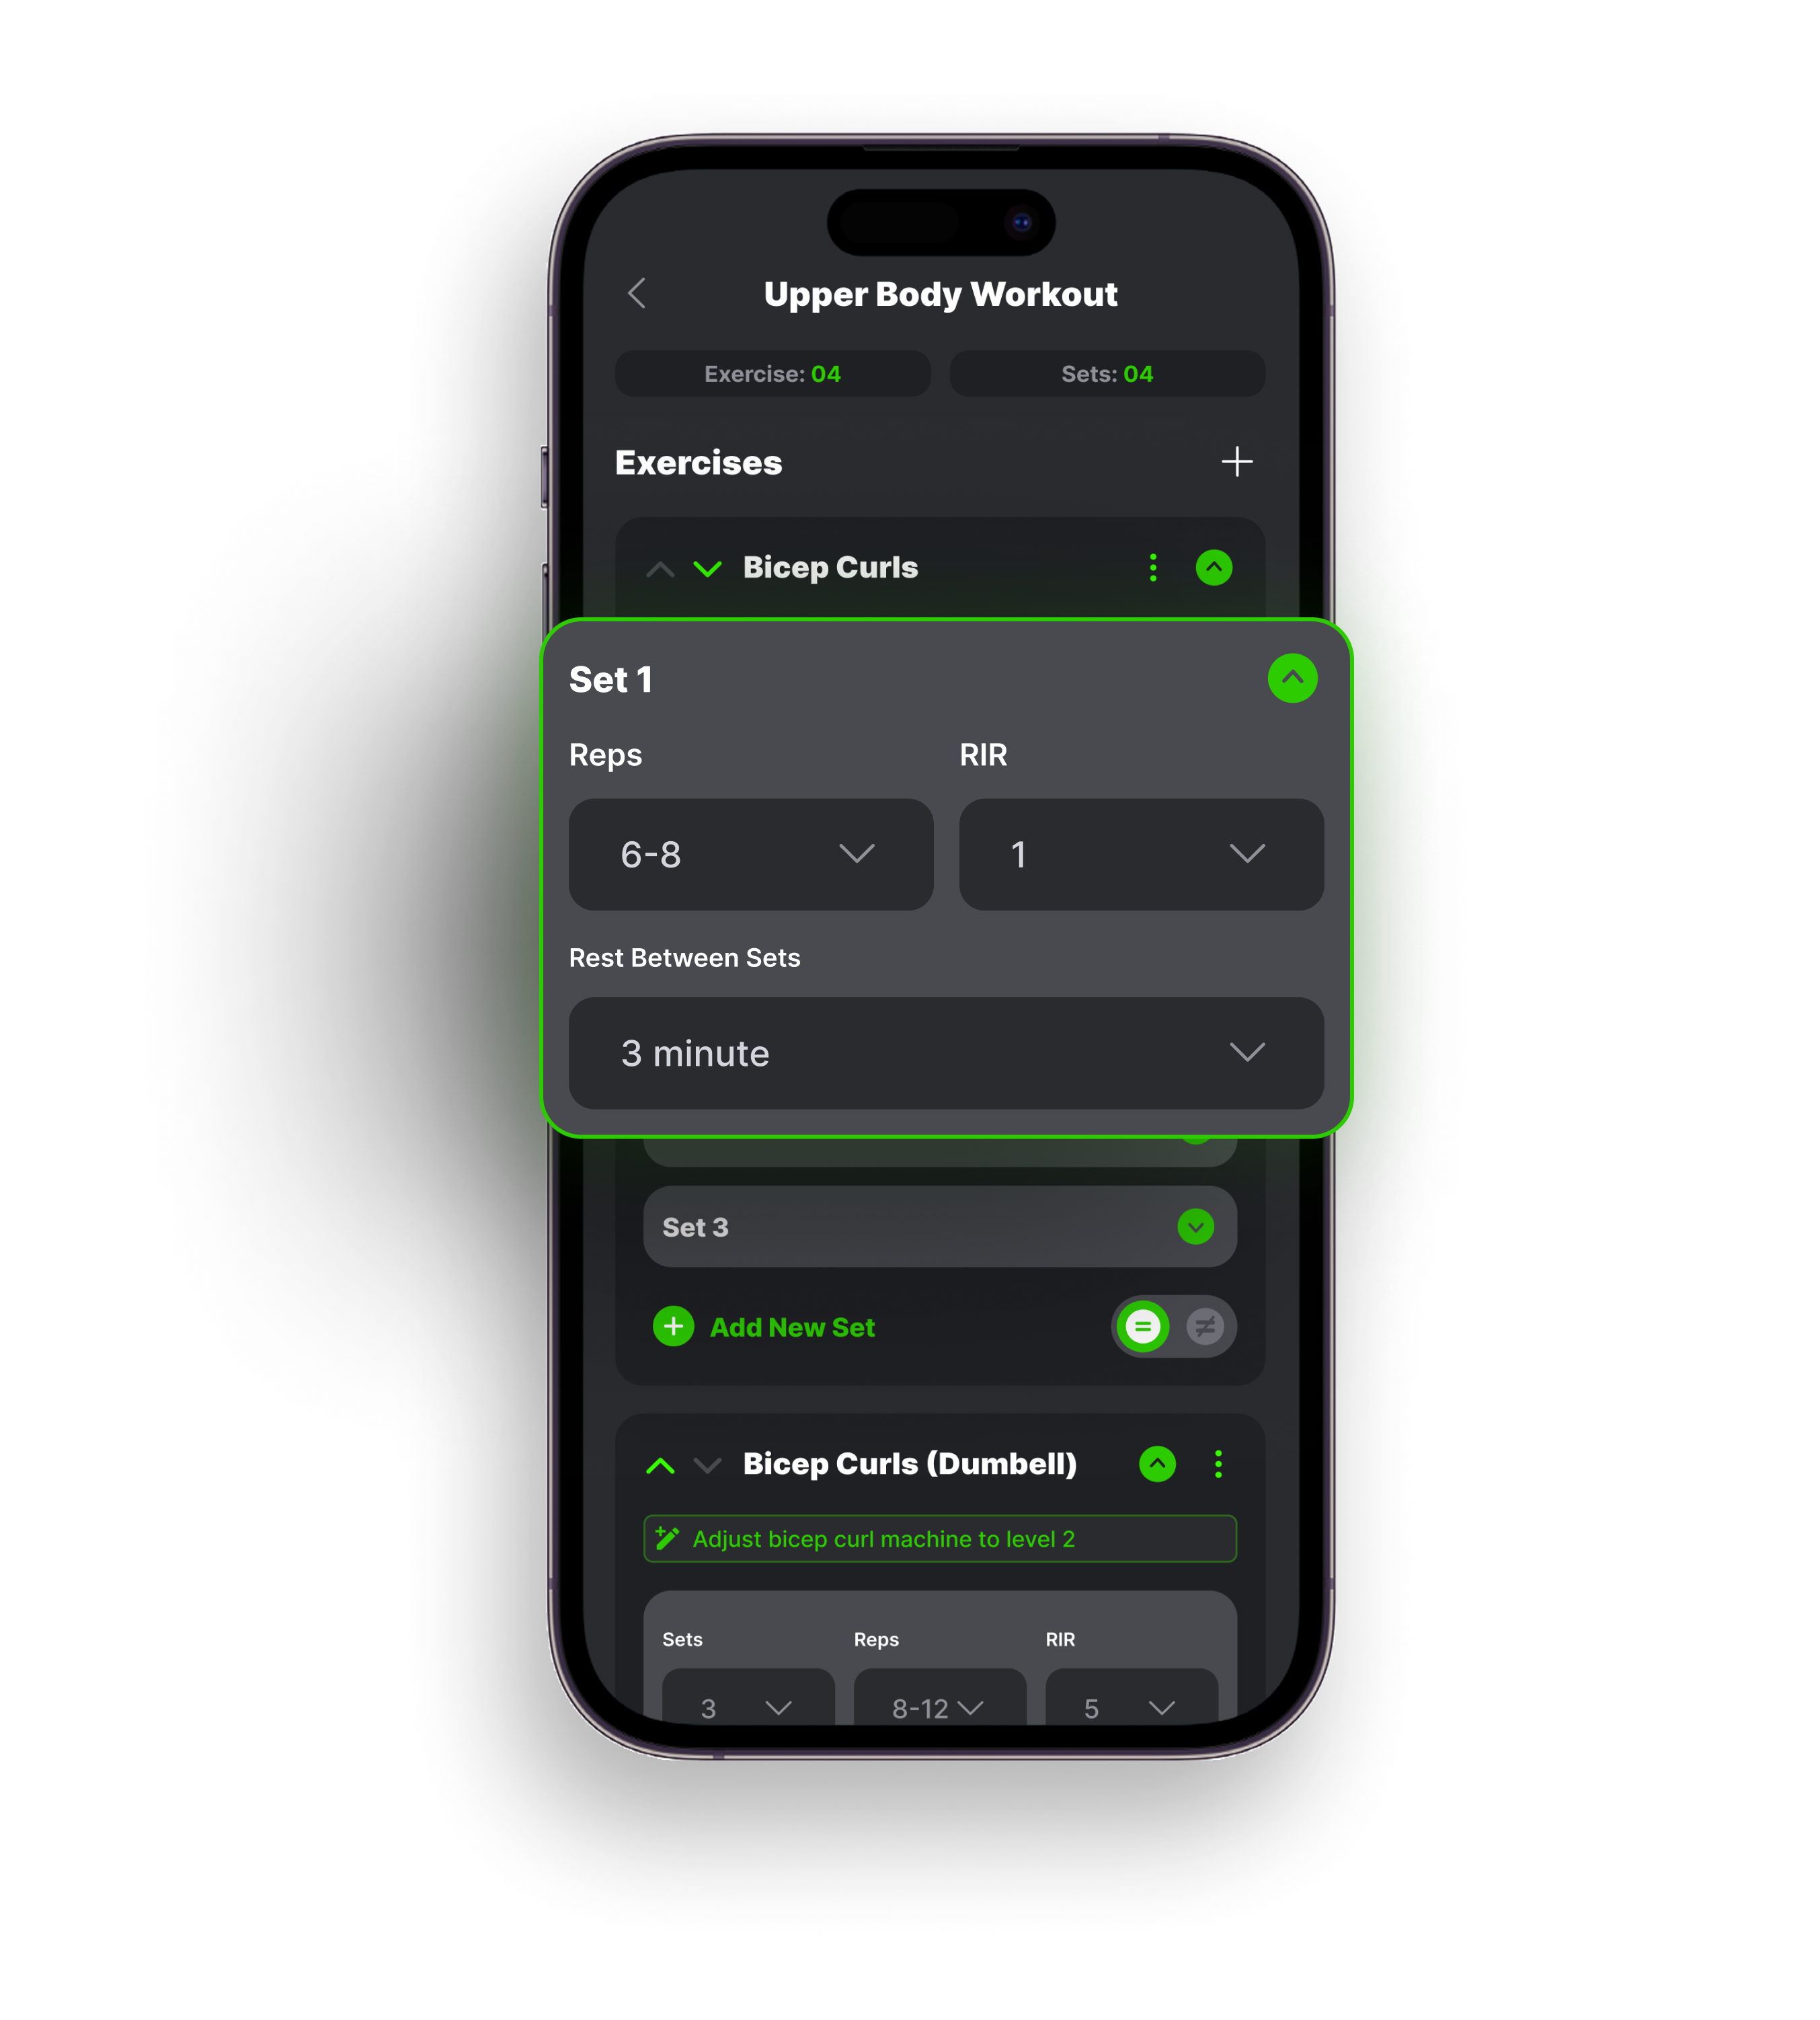 Upper Body Workout
Exercise: 04
Sets: 04
Exercises
Bicep Curls
Set 1
Reps
RIR
6-8
1
Rest Between Sets
3 minute
Set 3
Add New Set
Bicep Curls (Dumbell)
Adjust bicep curl machine to level 2
Sets
Reps
RIR
3
8-12
5